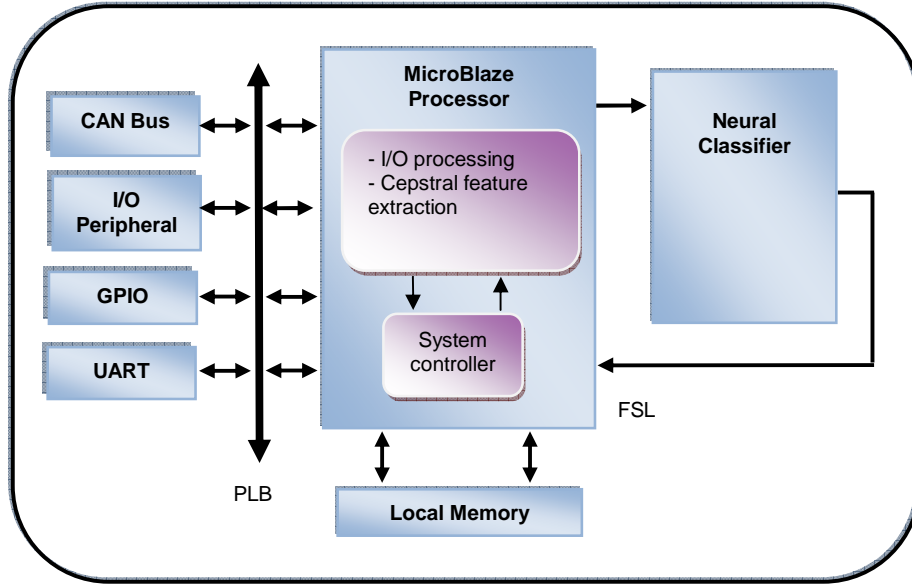 CAN Bus
I/O
Peripheral
GPIO
UART
PLB
MicroBlaze
Processor
- I/O processing
- Cepstral feature
extraction
System
controller
Local Memory
Neural
Classifier
FSL